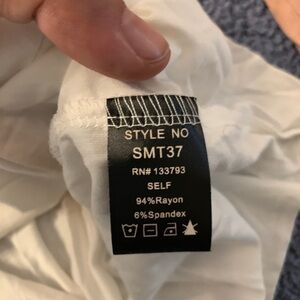 STYLE NO
SMT37
RN# 133793
SELF
94%Rayon
6%Spandex